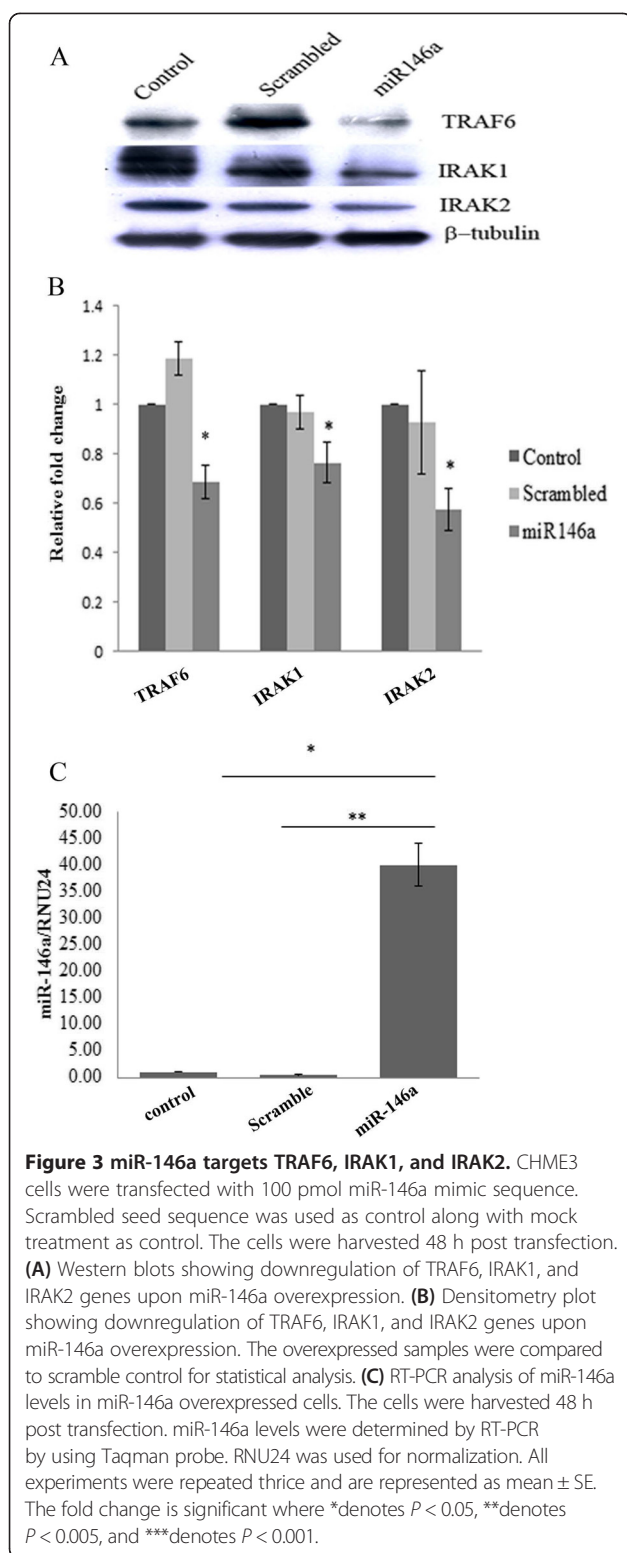 A
Control Scrambled miR146a
TRAF6
IRAK1
IRAK2
β-tubulin
B
1.4
1.2
1
0.8
0.6
0.4
0.2
0
Relative fold change
* * *
Control
Scrambled
miR146a
TRAF6 IRAK1 IRAK2
C
*
**
50.00
45.00
40.00
35.00
30.00
25.00
20.00
15.00
10.00
5.00
0.00
miR-146a/RNU24
control Scramble miR-146a
Figure 3 miR-146a targets TRAF6, IRAK1, and IRAK2. CHME3
cells were transfected with 100 pmol miR-146a mimic sequence.
Scrambled seed sequence was used as control along with mock
treatment as control. The cells were harvested 48 h post transfection.
(A) Western blots showing downregulation of TRAF6, IRAK1, and
IRAK2 genes upon miR-146a overexpression. (B) Densitometry plot
showing downregulation of TRAF6, IRAK1, and IRAK2 genes upon
miR-146a overexpression. The overexpressed samples were compared
to scramble control for statistical analysis. (C) RT-PCR analysis of miR-146a
levels in miR-146a overexpressed cells. The cells were harvested 48 h
post transfection. miR-146a levels were determined by RT-PCR
by using Taqman probe. RNU24 was used for normalization. All
experiments were repeated thrice and are represented as mean ± SE.
The fold change is significant where *denotes P < 0.05, **denotes
P < 0.005, and ***denotes P < 0.001.